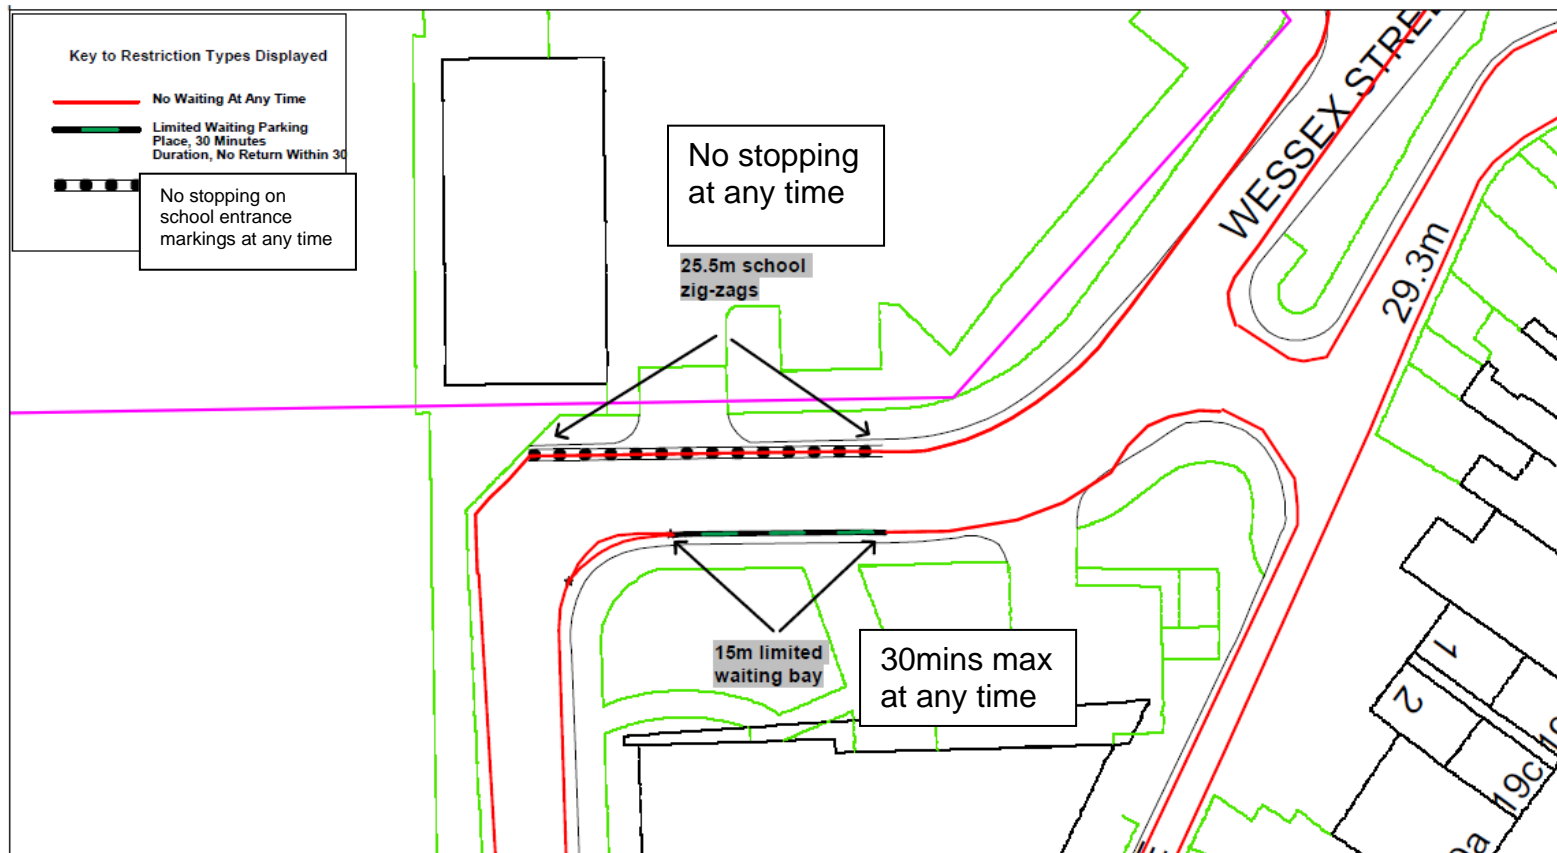 Key to Restriction Types Displayed
No Waiting At Any Time
Limited Waiting Parking
Place, 30 Minutes
Duration, No Return Within 30
No stopping on
school entrance
markings at any time
No stopping
at any time
25.5m school
zig-zags
WESSEX STREE
29.3m
15m limited
waiting bay
30mins max
at any time
1
2
19c